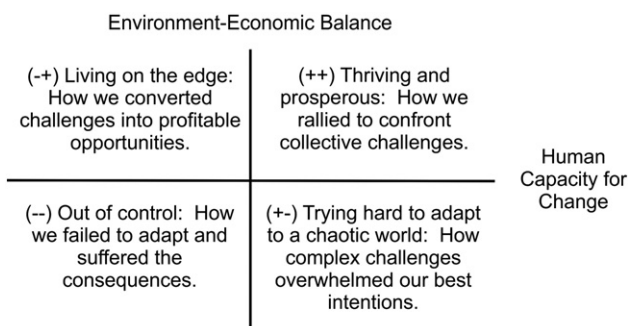 Environment-Economic Balance
(-+) Living on the edge:
How we converted
challenges into profitable
opportunities.
(++) Thriving and
prosperous: How we
rallied to confront
collective challenges.
Human
Capacity for
Change
(--) Out of control: How
we failed to adapt and
suffered the
consequences.
(+-) Trying hard to adapt
to a chaotic world: How
complex challenges
overwhelmed our best
intentions.